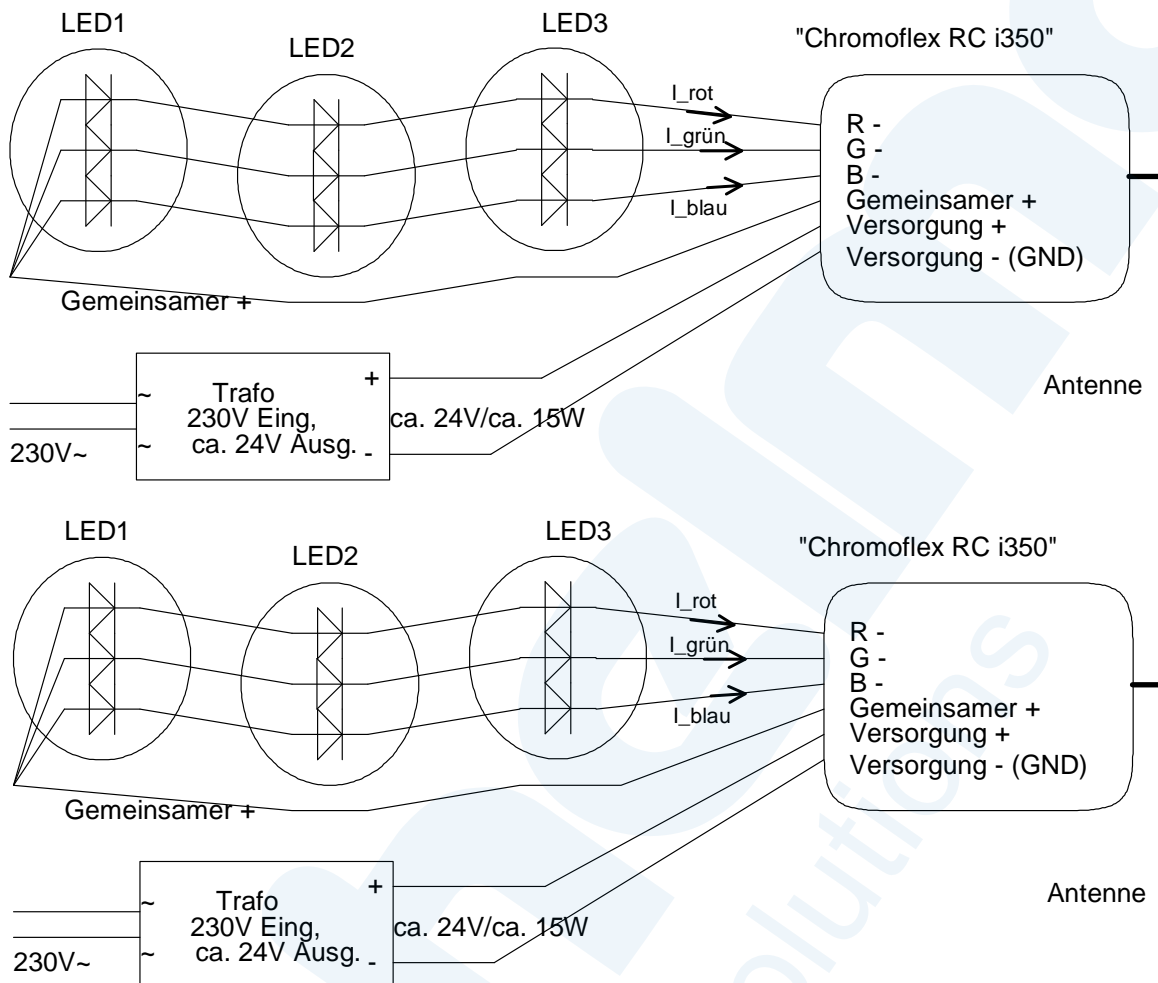 LED1
LED2
LED3
"Chromoflex RC i350"
I_rot
I_grün
I_blau
R -
G -
B -
Gemeinsamer +
Versorgung +
Versorgung - (GND)
Gemeinsamer +
Antenne
230V~
~
~
Trafo
230V Eing,
ca. 24V Ausg.
+
-
ca. 24V/ca. 15W
LED1
LED2
LED3
"Chromoflex RC i350"
I_rot
I_grün
I_blau
R -
G -
B -
Gemeinsamer +
Versorgung +
Versorgung - (GND)
Gemeinsamer +
Antenne
230V~
~
~
Trafo
230V Eing,
ca. 24V Ausg.
+
-
ca. 24V/ca. 15W